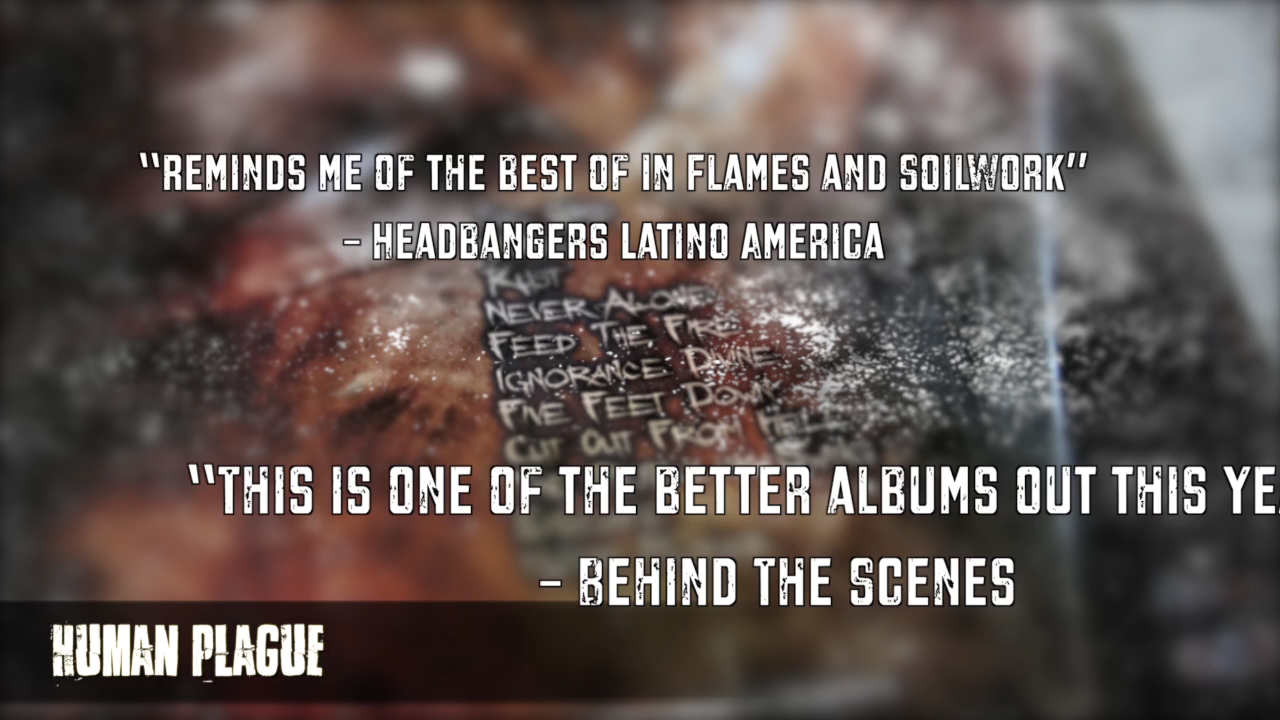 “REMINDS ME OF THE BEST OF IN FLAMES AND SOILWORK”
- HEADBANGERS LATINO AMERICA
NEVER ALONE
FEED THE FIRE
IGNORANCE DIVINE
FIVE FEET DOWN
CUT OUT FROM HELL
“THIS IS ONE OF THE BETTER ALBUMS OUT THIS
- BEHIND THE SCENES
HUMAN PLAGUE